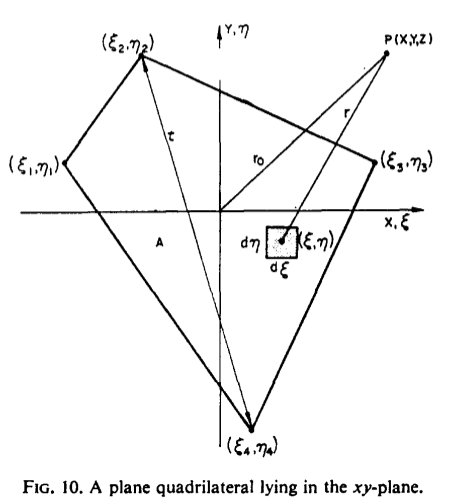 (ξ₂,η₂)
Y,η
P(X,Y,Z)
t
r
r₀
(ξ₁,η₁)
(ξ₃,η₃)
X,ξ
A
dη
(ξ,η)
dξ
(ξ₄,η₄)
FIG. 10. A plane quadrilateral lying in the xy-plane.